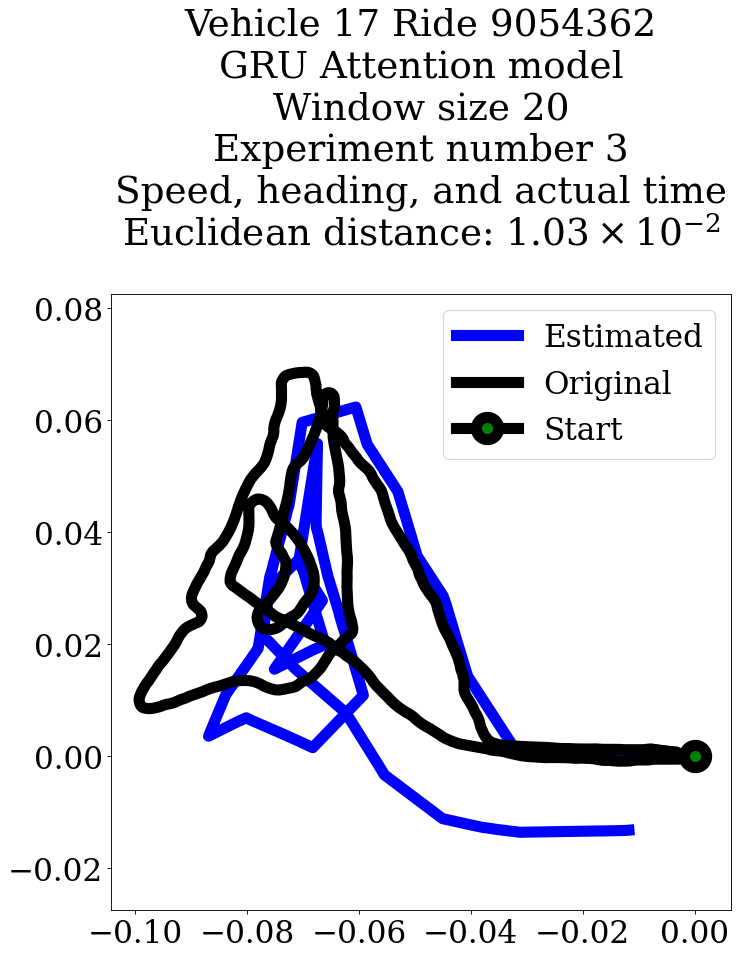 Vehicle 17 Ride 9054362
GRU Attention model
Window size 20
Experiment number 3
Speed, heading, and actual time
Euclidean distance: 1.03 × 10⁻²
0.08
0.06
0.04
0.02
0.00
−0.02
Estimated
Original
Start
−0.10 −0.08 −0.06 −0.04 −0.02 0.00